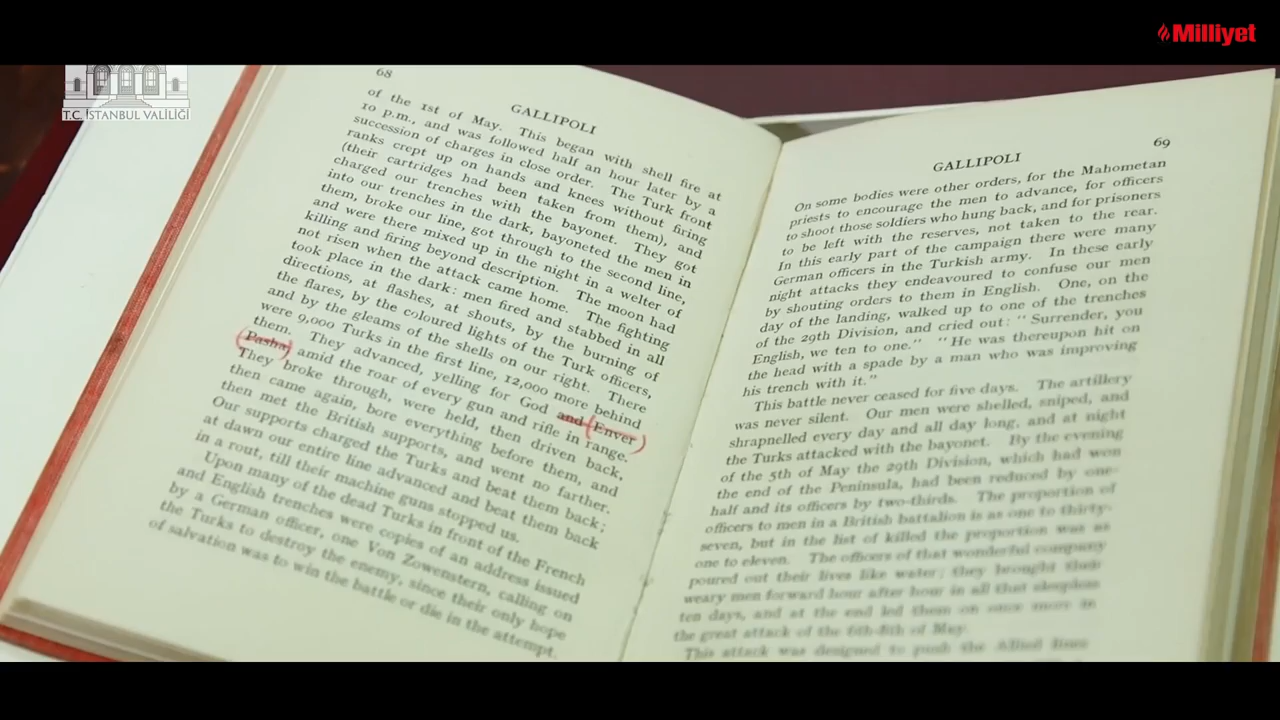 Milliyet
T.C. İSTANBUL VALİLİĞİ
68
GALLIPOLI
of the 1st of May. This began with shell fire at
10 p.m., and was followed half an hour later by a
succession of charges in close order. The Turk front
ranks crept up on hands and knees without firing
(their cartridges had been taken from them), and
charged our trenches with the bayonet. They got
into our trenches in the dark, bayoneted the men in
them, broke our line, got through to the second line,
and were there mixed up in the night in a welter of
killing and firing beyond description. The moon had
not risen when the attack came home. The fighting
took place in the dark: men fired and stabbed in all
directions, at flashes, at shouts, by the burning of
the flares, by the coloured lights of the Turk officers,
and by the gleams of the shells on our right. There
were 9,000 Turks in the first line, 12,000 more behind
them. They advanced, yelling for God and (Enver
Pasha) amid the roar of every gun and rifle in range.
They broke through, were held, then driven back,
then came again, bore everything before them, and
then met the British supports, and went no farther.
Our supports charged the Turks and beat them back;
at dawn our entire line advanced and beat them back
in a rout, till their machine guns stopped us.
Upon many of the dead Turks in front of the French
and English trenches were copies of an address issued
by a German officer, one Von Zowenstern, calling on
the Turks to destroy the enemy, since their only hope
of salvation was to win the battle or die in the attempt.
69
GALLIPOLI
On some bodies were other orders, for the Mahometan
priests to encourage the men to advance, for officers
to shoot those soldiers who hung back, and for prisoners
to be left with the reserves, not taken to the rear.
In this early part of the campaign there were many
German officers in the Turkish army. In these early
night attacks they endeavoured to confuse our men
by shouting orders to them in English. One, on the
day of the landing, walked up to one of the trenches
of the 29th Division, and cried out: "Surrender, you
English, we ten to one." "He was thereupon hit on
the head with a spade by a man who was improving
his trench with it."
This battle never ceased for five days. The artillery
was never silent. Our men were shelled, sniped, and
shrapnelled every day and all day long, and at night
the Turks attacked with the bayonet. By the evening
of the 5th of May the 29th Division, which had won
the end of the Peninsula, had been reduced by one-
half and its officers by two-thirds. The proportion of
officers to men in a British battalion is as one to thirty-
seven, but in the list of killed the proportion was as
one to eleven. The officers of that wonderful company
poured out their lives like water; they brought their
weary men forward hour after hour in all that sleepless
ten days, and at the end led them on once more in
the great attack of the 6th-8th of May.
This attack was designed to push the Allied lines